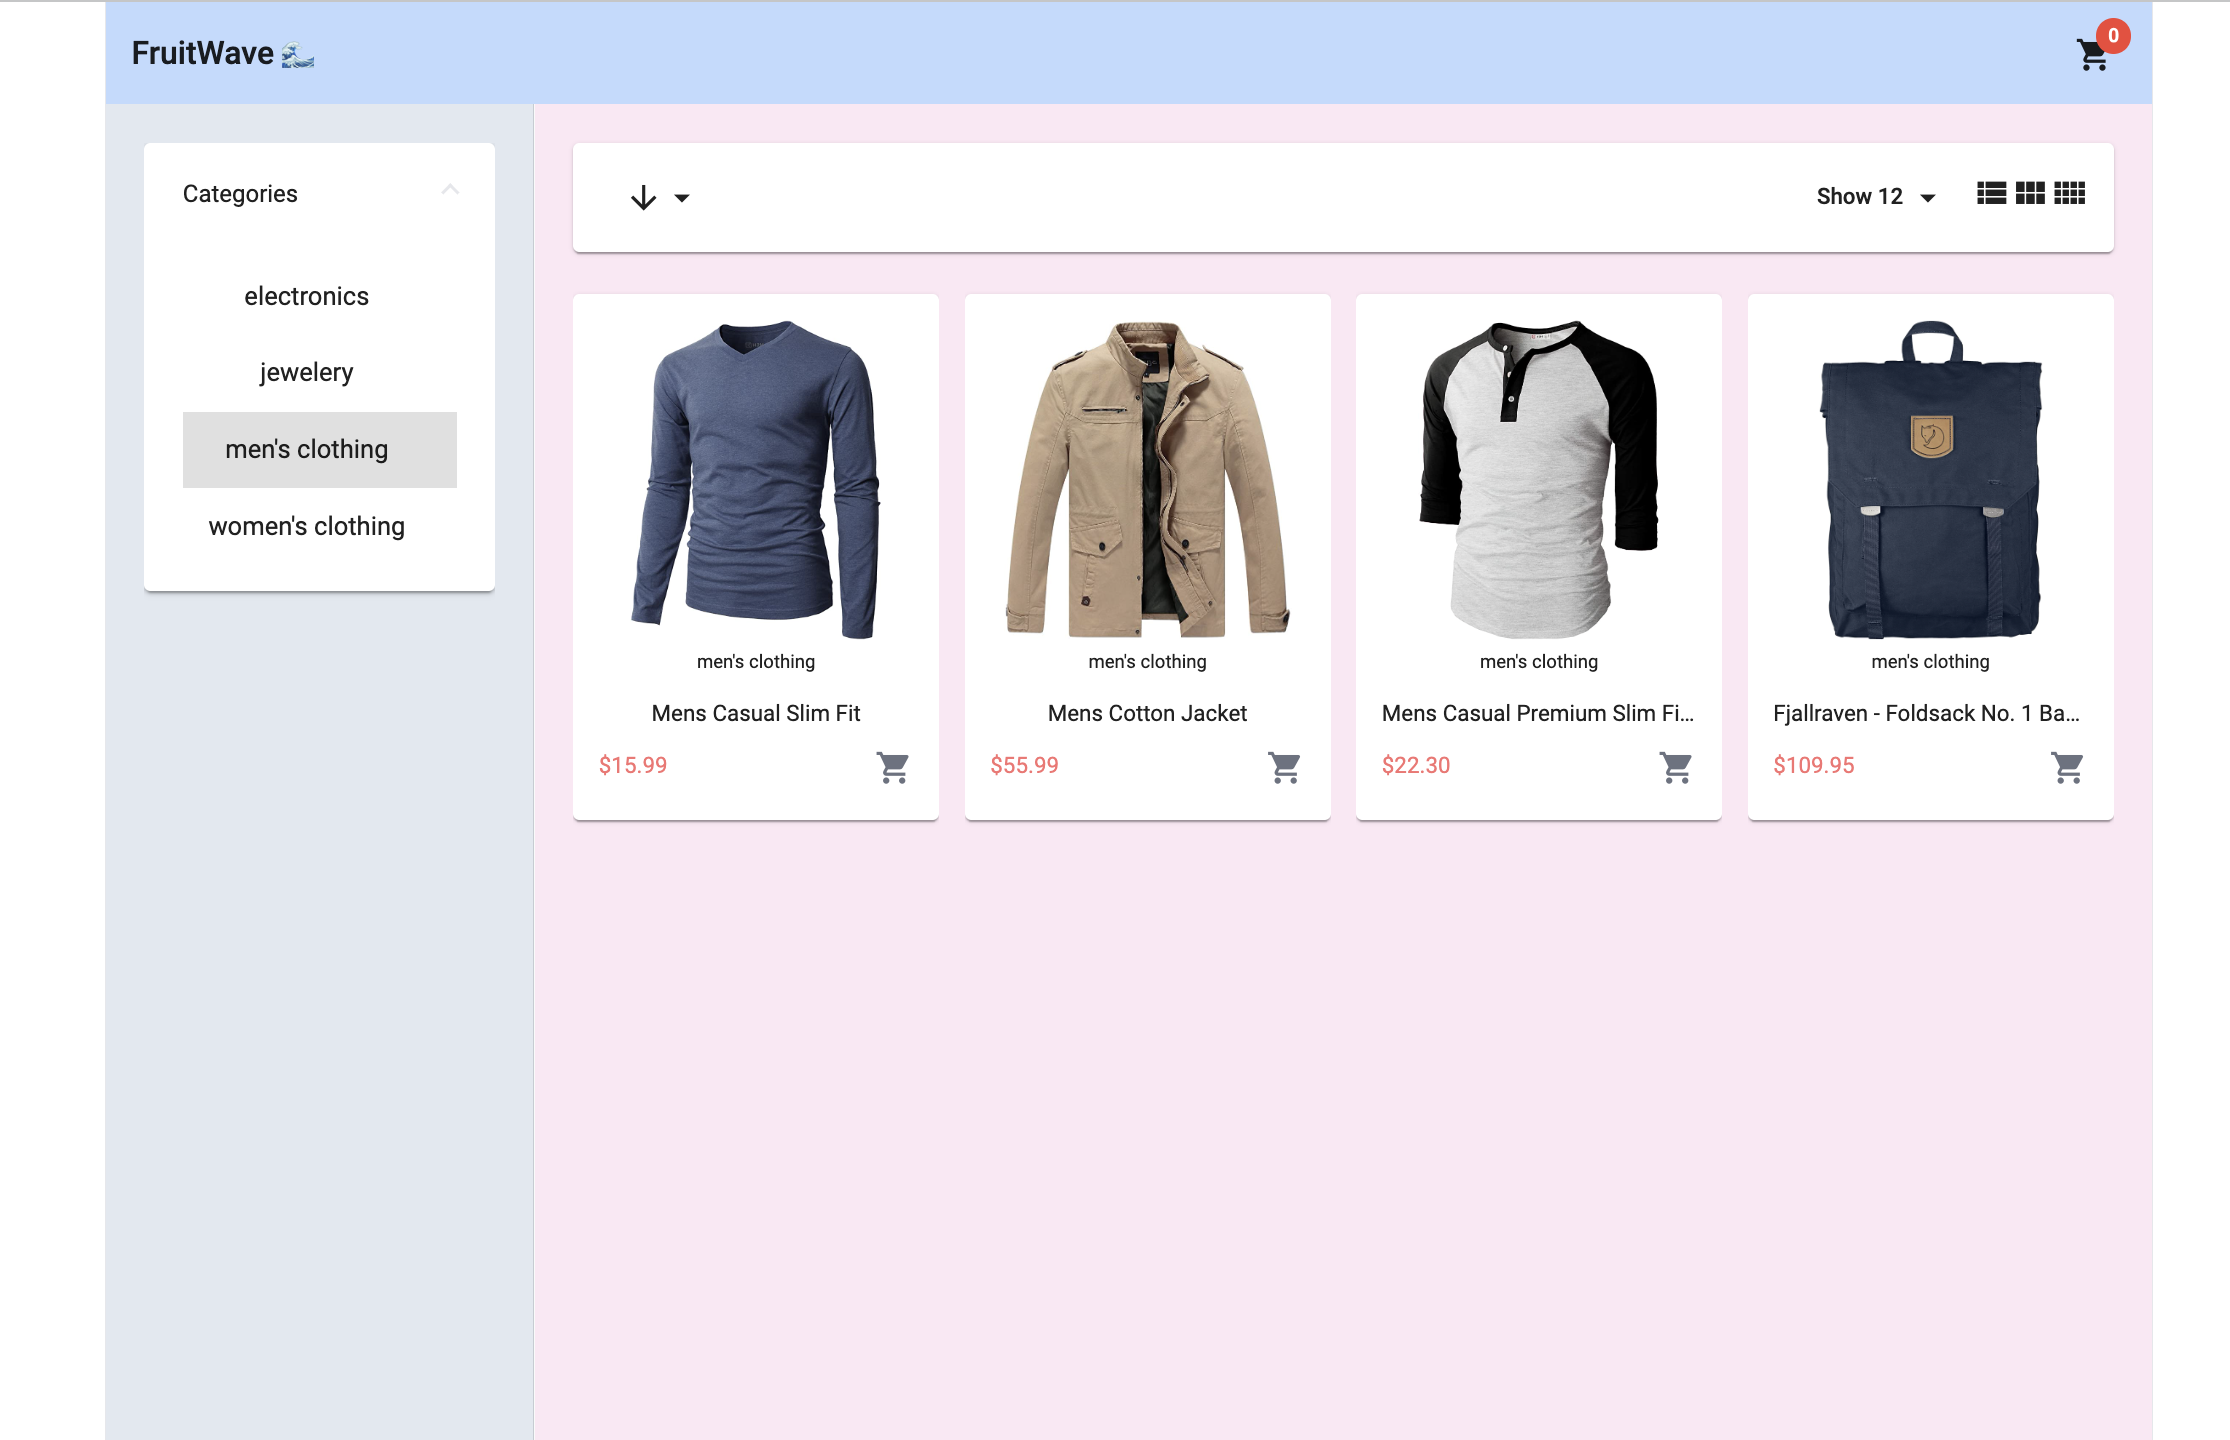 FruitWave 🌊
0
Categories
electronics
jewelery
men's clothing
women's clothing
Show 12
men's clothing
Mens Casual Slim Fit
$15.99
men's clothing
Mens Cotton Jacket
$55.99
men's clothing
Mens Casual Premium Slim Fi...
$22.30
men's clothing
Fjallraven - Foldsack No. 1 Ba...
$109.95